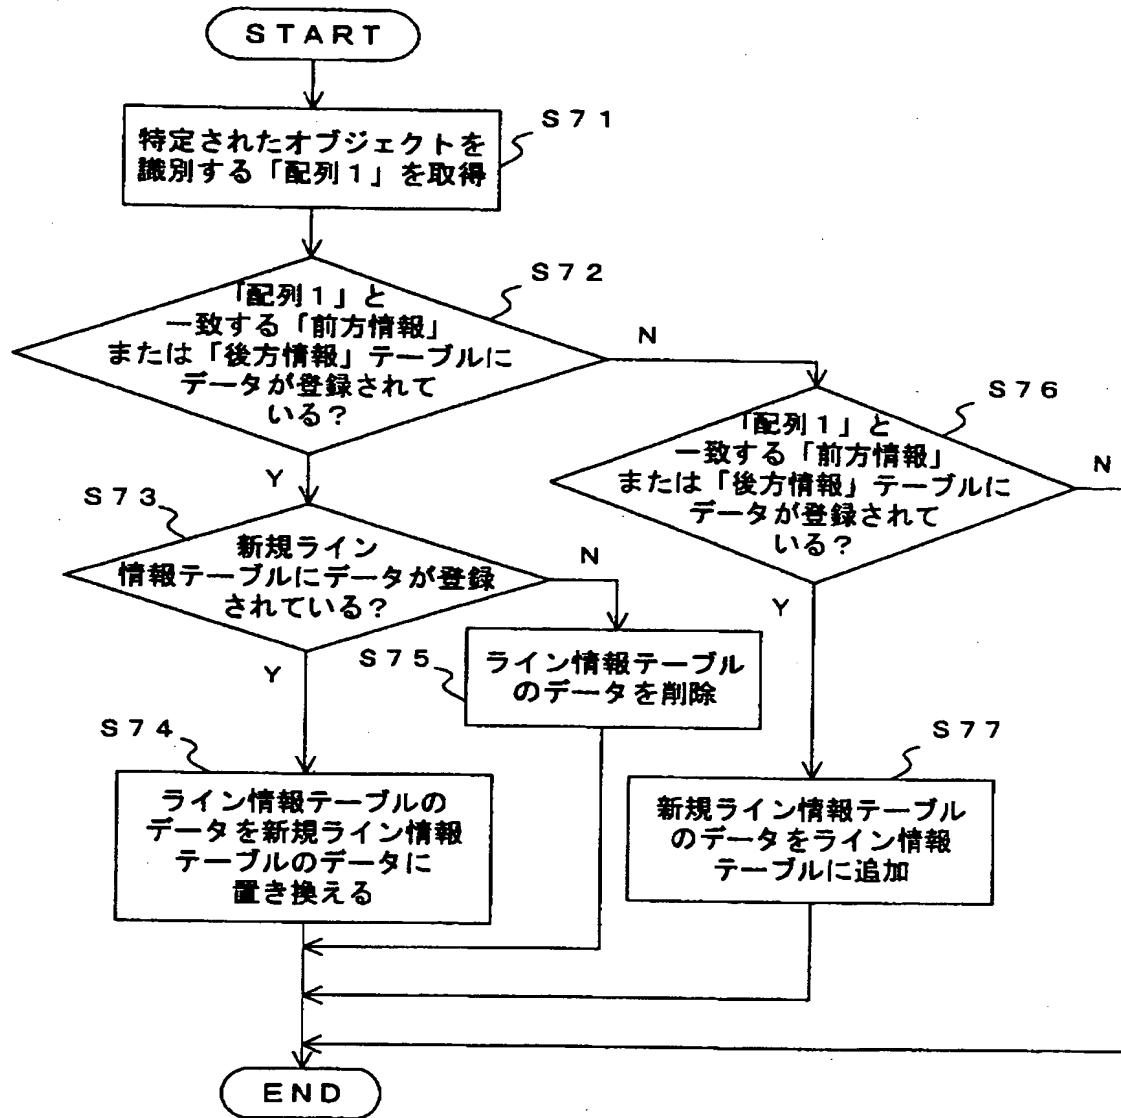 START
S71
特定されたオブジェクトを
識別する「配列1」を取得
S72
「配列1」と
一致する「前方情報」
または「後方情報」テーブルに
データが登録されて
いる?
N
Y
S76
「配列1」と
一致する「前方情報」
または「後方情報」テーブルに
データが登録されて
いる?
N
Y
S73
新規ライン
情報テーブルにデータが登録
されている?
N
Y
S75
ライン情報テーブル
のデータを削除
S74
ライン情報テーブルの
データを新規ライン情報
テーブルのデータに
置き換える
S77
新規ライン情報テーブル
のデータをライン情報
テーブルに追加
END